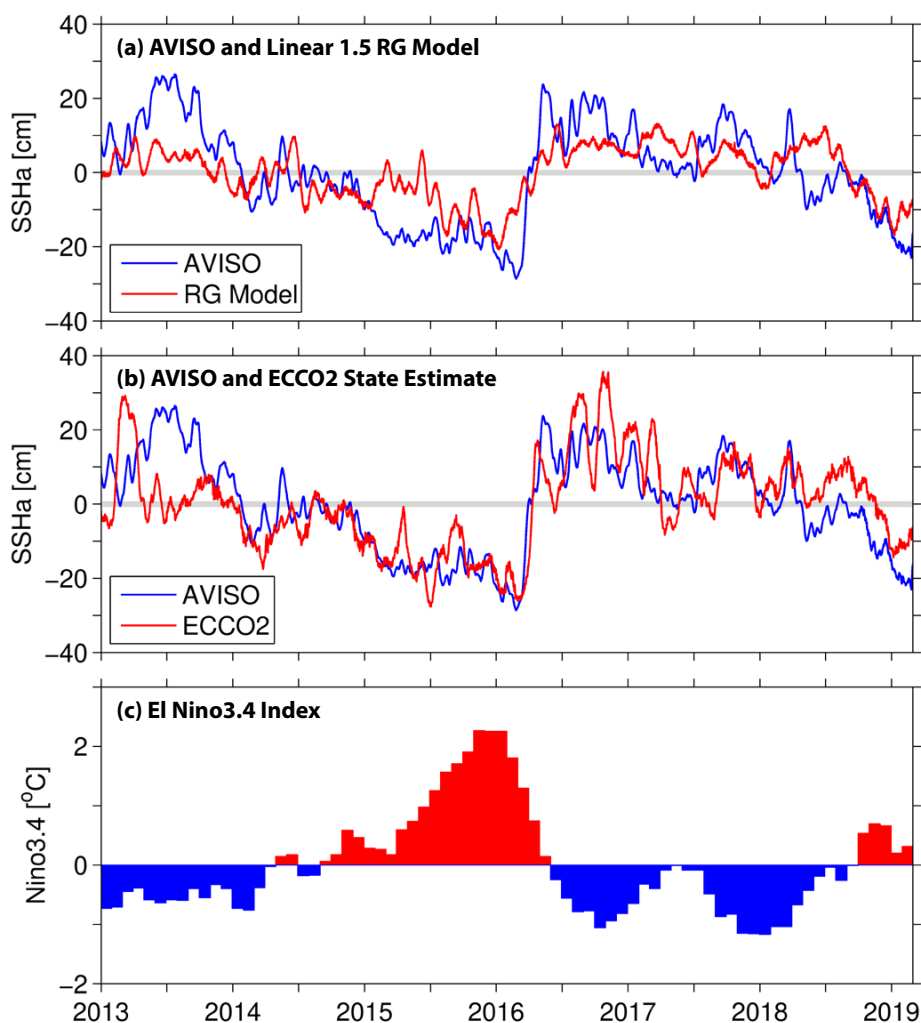 (a) AVISO and Linear 1.5 RG Model
SSHa [cm]
40
20
0
−20
−40
AVISO
RG Model
(b) AVISO and ECCO2 State Estimate
SSHa [cm]
40
20
0
−20
−40
AVISO
ECCO2
(c) El Nino3.4 Index
Nino3.4 [°C]
2
0
−2
2013 2014 2015 2016 2017 2018 2019